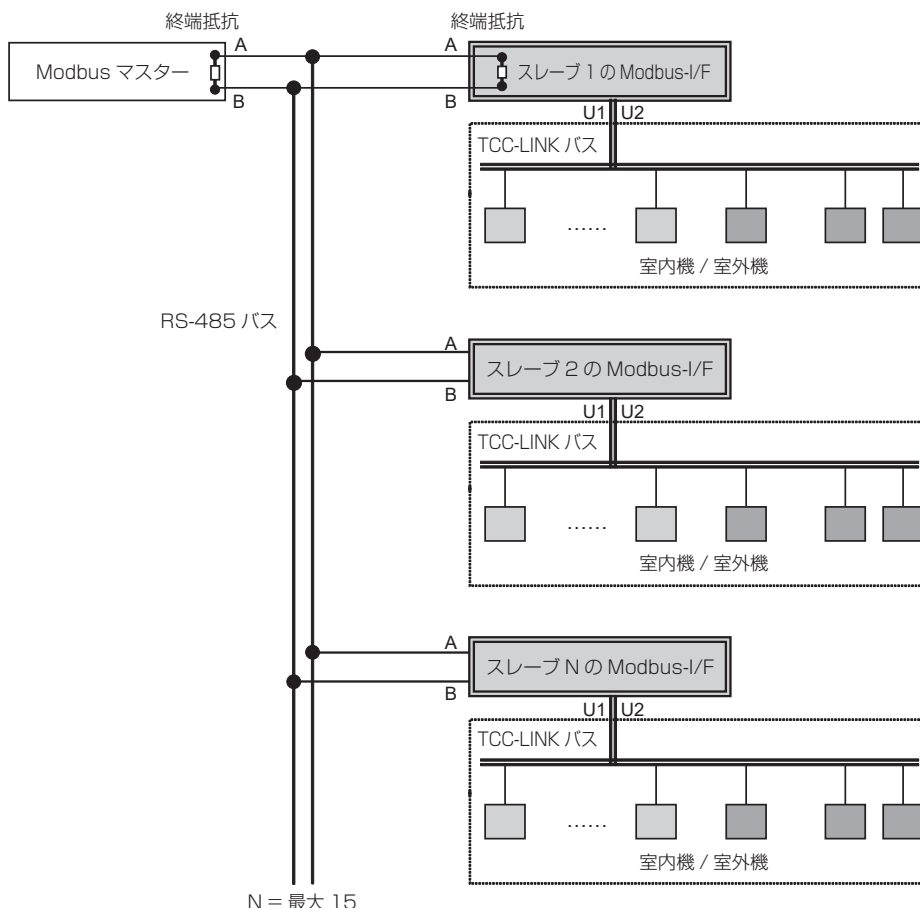 終端抵抗
終端抵抗
Modbus マスター
A
B
A
B
スレーブ 1 の Modbus-I/F
U1 U2
TCC-LINK バス
……
室内機 / 室外機
RS-485 バス
A
B
スレーブ 2 の Modbus-I/F
U1 U2
TCC-LINK バス
……
室内機 / 室外機
A
B
スレーブ N の Modbus-I/F
U1 U2
TCC-LINK バス
……
室内機 / 室外機
N = 最大 15